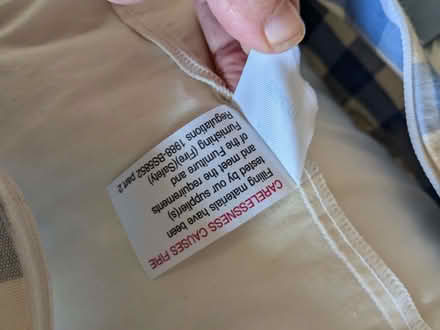 CARELESSNESS CAUSES FIRE
Filling materials have been
tested by our supplier(s)
and meet the requirements
of the Furniture and
Furnishing (Fire)(Safety)
Regulations 1988-BS5852 part 2